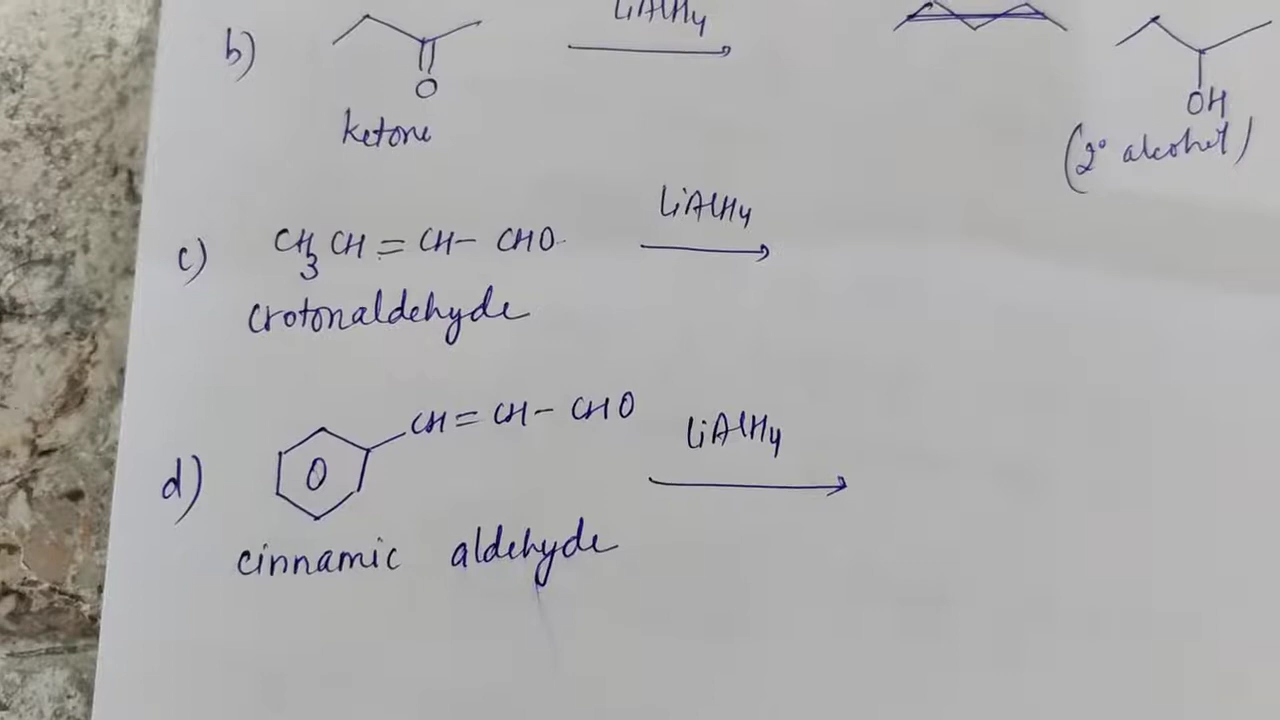 b) O LiAlH4 OH
ketone (2° alcohol)
c) CH3CH=CH-CHO LiAlH4
crotonaldehyde
d) CH=CH-CHO LiAlH4
cinnamic aldehyde